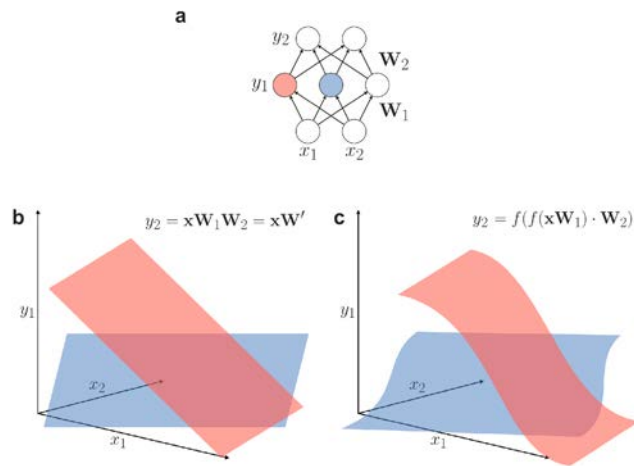 a
y₂
W₂
y₁
W₁
x₁ x₂
b
y₂ = xW₁W₂ = xW′
y₁
x₂
x₁
c
y₂ = f(f(xW₁) · W₂)
y₁
x₂
x₁